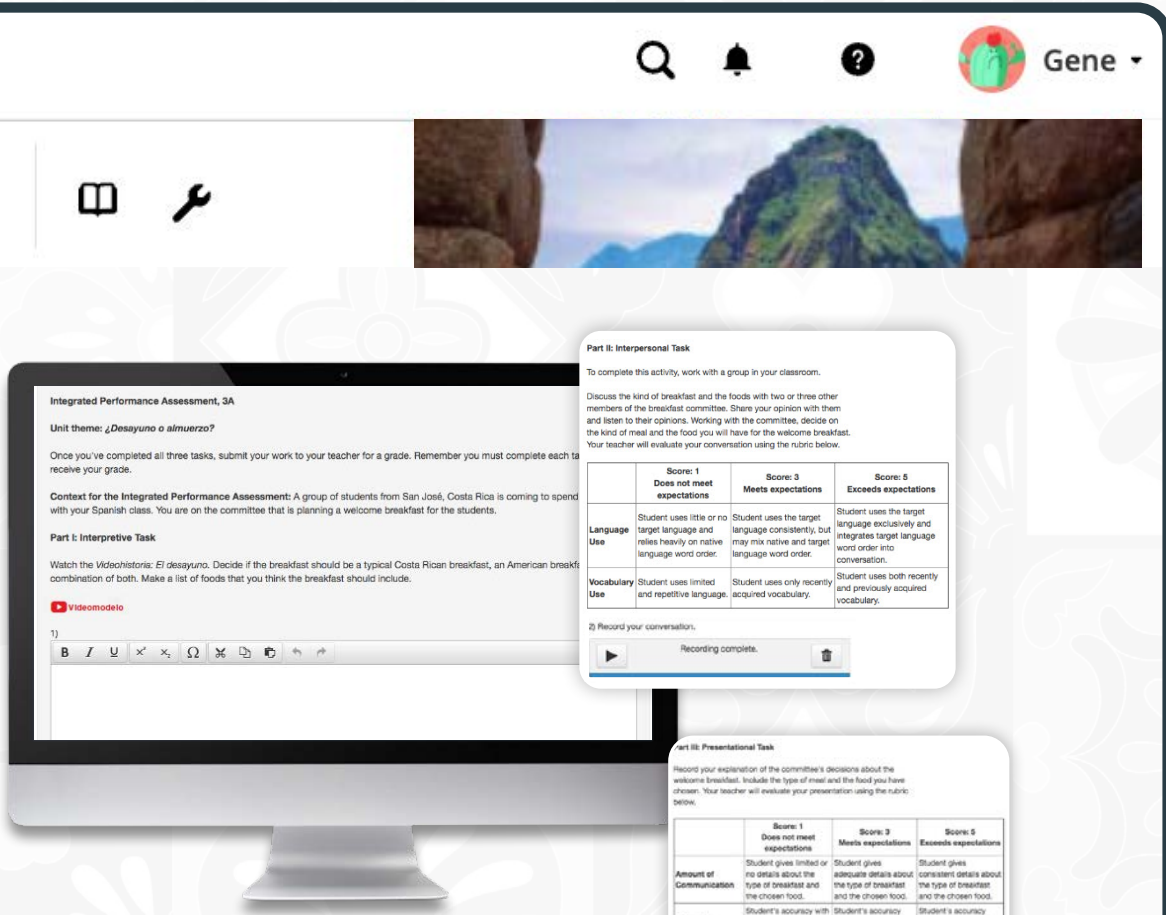 Gene
Integrated Performance Assessment, 3A
Unit theme: ¿Desayuno o almuerzo?
Once you've completed all three tasks, submit your work to your teacher for a grade. Remember you must complete each
receive your grade.
Context for the Integrated Performance Assessment: A group of students from San José, Costa Rica is coming to spend
with your Spanish class. You are on the committee that is planning a welcome breakfast for the students.
Part I: Interpretive Task
Watch the Videohistoria: El desayuno. Decide if the breakfast should be a typical Costa Rican breakfast, an American
combination of both. Make a list of foods that you think the breakfast should include.
Videomodelo
1)
B I U x² x₂ Ω
Part II: Interpersonal Task
To complete this activity, work with a group in your classroom.
Discuss the kind of breakfast and the foods with two or three other
members of the breakfast committee. Share your opinion with them
and listen to their opinions. Working with the committee, decide on
the kind of meal and the food you will have for the welcome breakfast.
Your teacher will evaluate your conversation using the rubric below.
Score: 1
Does not meet
expectations
Score: 3
Meets expectations
Score: 5
Exceeds expectations
Language
Use
Student uses little or no
target language and
relies heavily on native
language word order.
Student uses the target
language consistently, but
may mix native and target
language word order.
Student uses the target
language exclusively and
integrates target language
word order into
conversation.
Vocabulary
Use
Student uses limited
and repetitive language.
Student uses only recently
acquired vocabulary.
Student uses both recently
and previously acquired
vocabulary.
2) Record your conversation.
Recording complete.
Part III: Presentational Task
Record your explanation of the committee's decisions about the
welcome breakfast. Include the type of meal and the food you have
chosen. Your teacher will evaluate your presentation using the rubric
below.
Score: 1
Does not meet
expectations
Score: 3
Meets expectations
Score: 5
Exceeds expectations
Amount of
Communication
Student gives limited or
no details about the
type of breakfast and
the chosen food.
Student gives
adequate details about
the type of breakfast
and the chosen food.
Student gives
consistent details about
the type of breakfast
and the chosen food.
Student's accuracy with
Student's accuracy
Student's accuracy